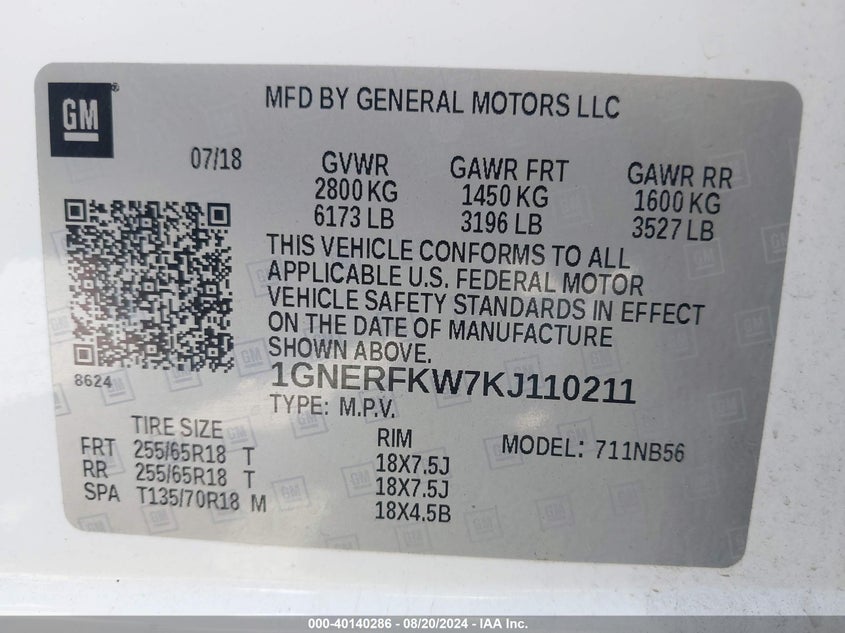 GM
MFD BY GENERAL MOTORS LLC
07/18
GVWR GAWR FRT GAWR RR
2800 KG 1450 KG 1600 KG
6173 LB 3196 LB 3527 LB
THIS VEHICLE CONFORMS TO ALL
APPLICABLE U.S. FEDERAL MOTOR
VEHICLE SAFETY STANDARDS IN EFFECT
ON THE DATE OF MANUFACTURE
SHOWN ABOVE.
8624
1GNERFKW7KJ110211
TYPE: M.P.V.
TIRE SIZE RIM MODEL: 711NB56
FRT 255/65R18 T 18X7.5J
RR 255/65R18 T 18X7.5J
SPA T135/70R18 M 18X4.5B
000-40140286 - 08/20/2024 - IAA Inc.